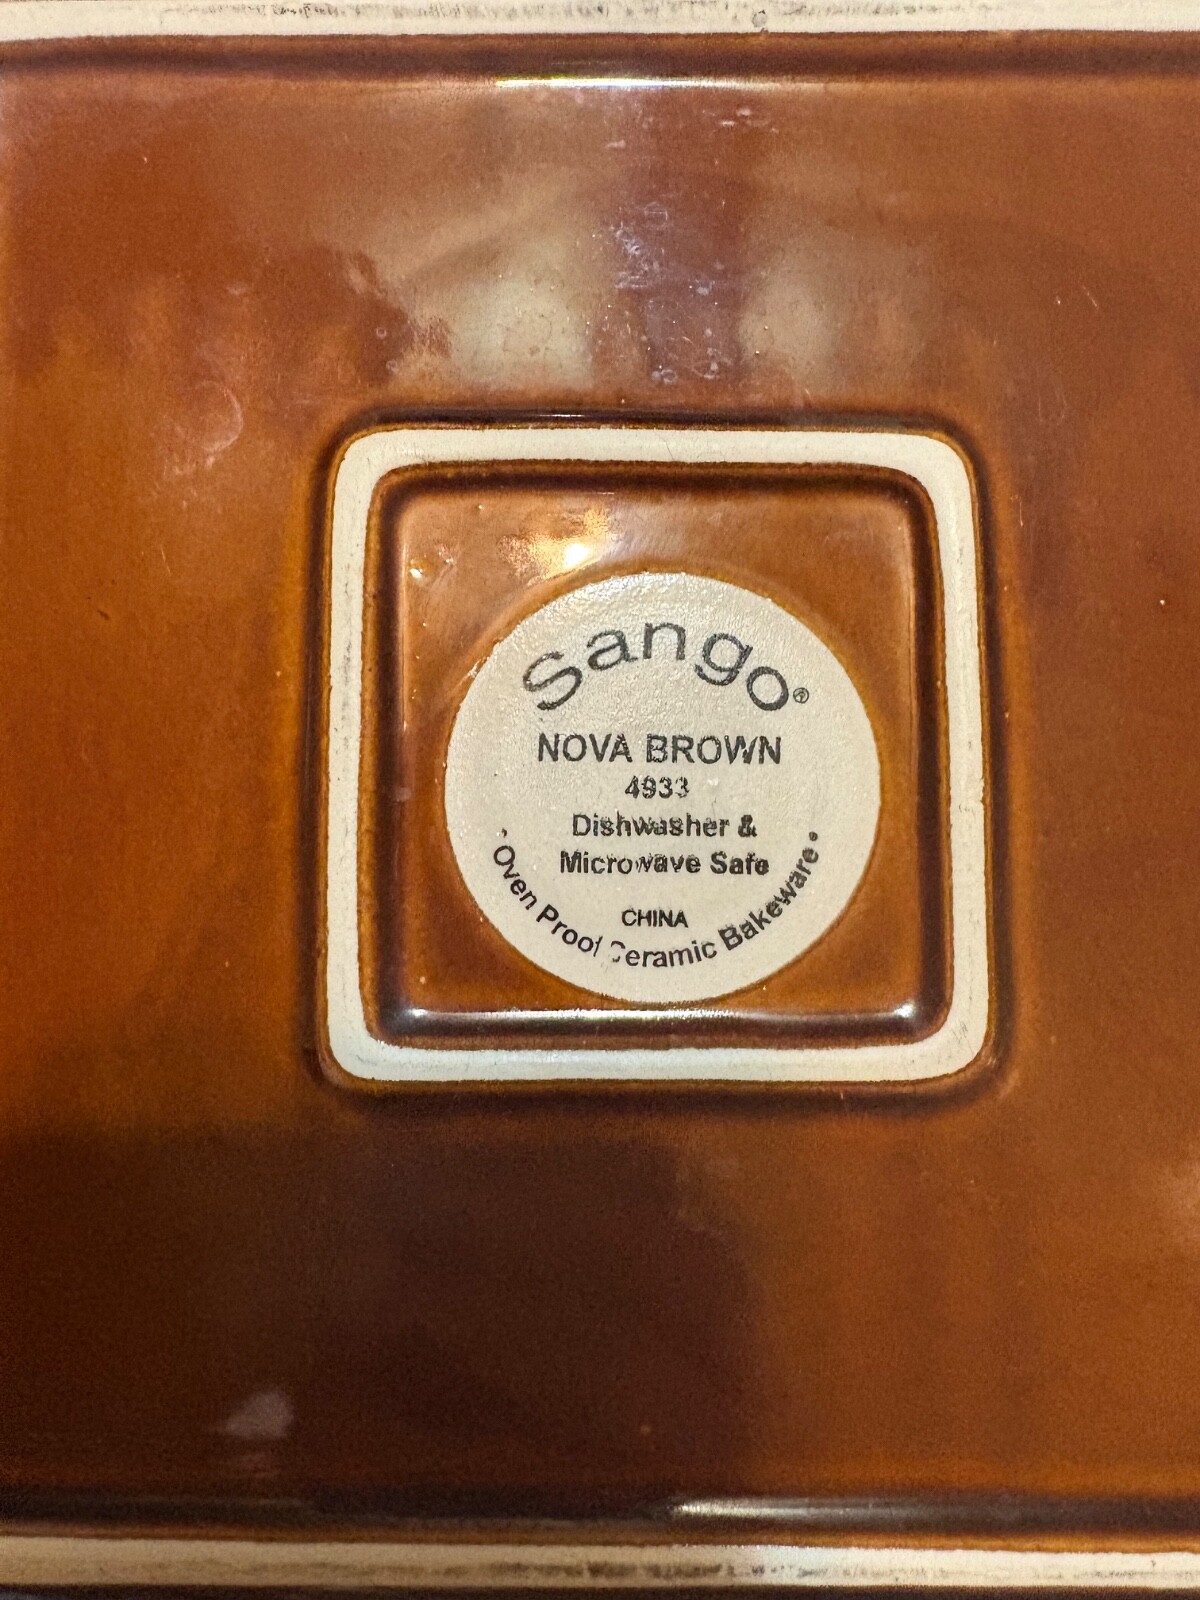 Sango®
NOVA BROWN
4933
Dishwasher &
Microwave Safe
CHINA
• Oven Proof Ceramic Bakeware •